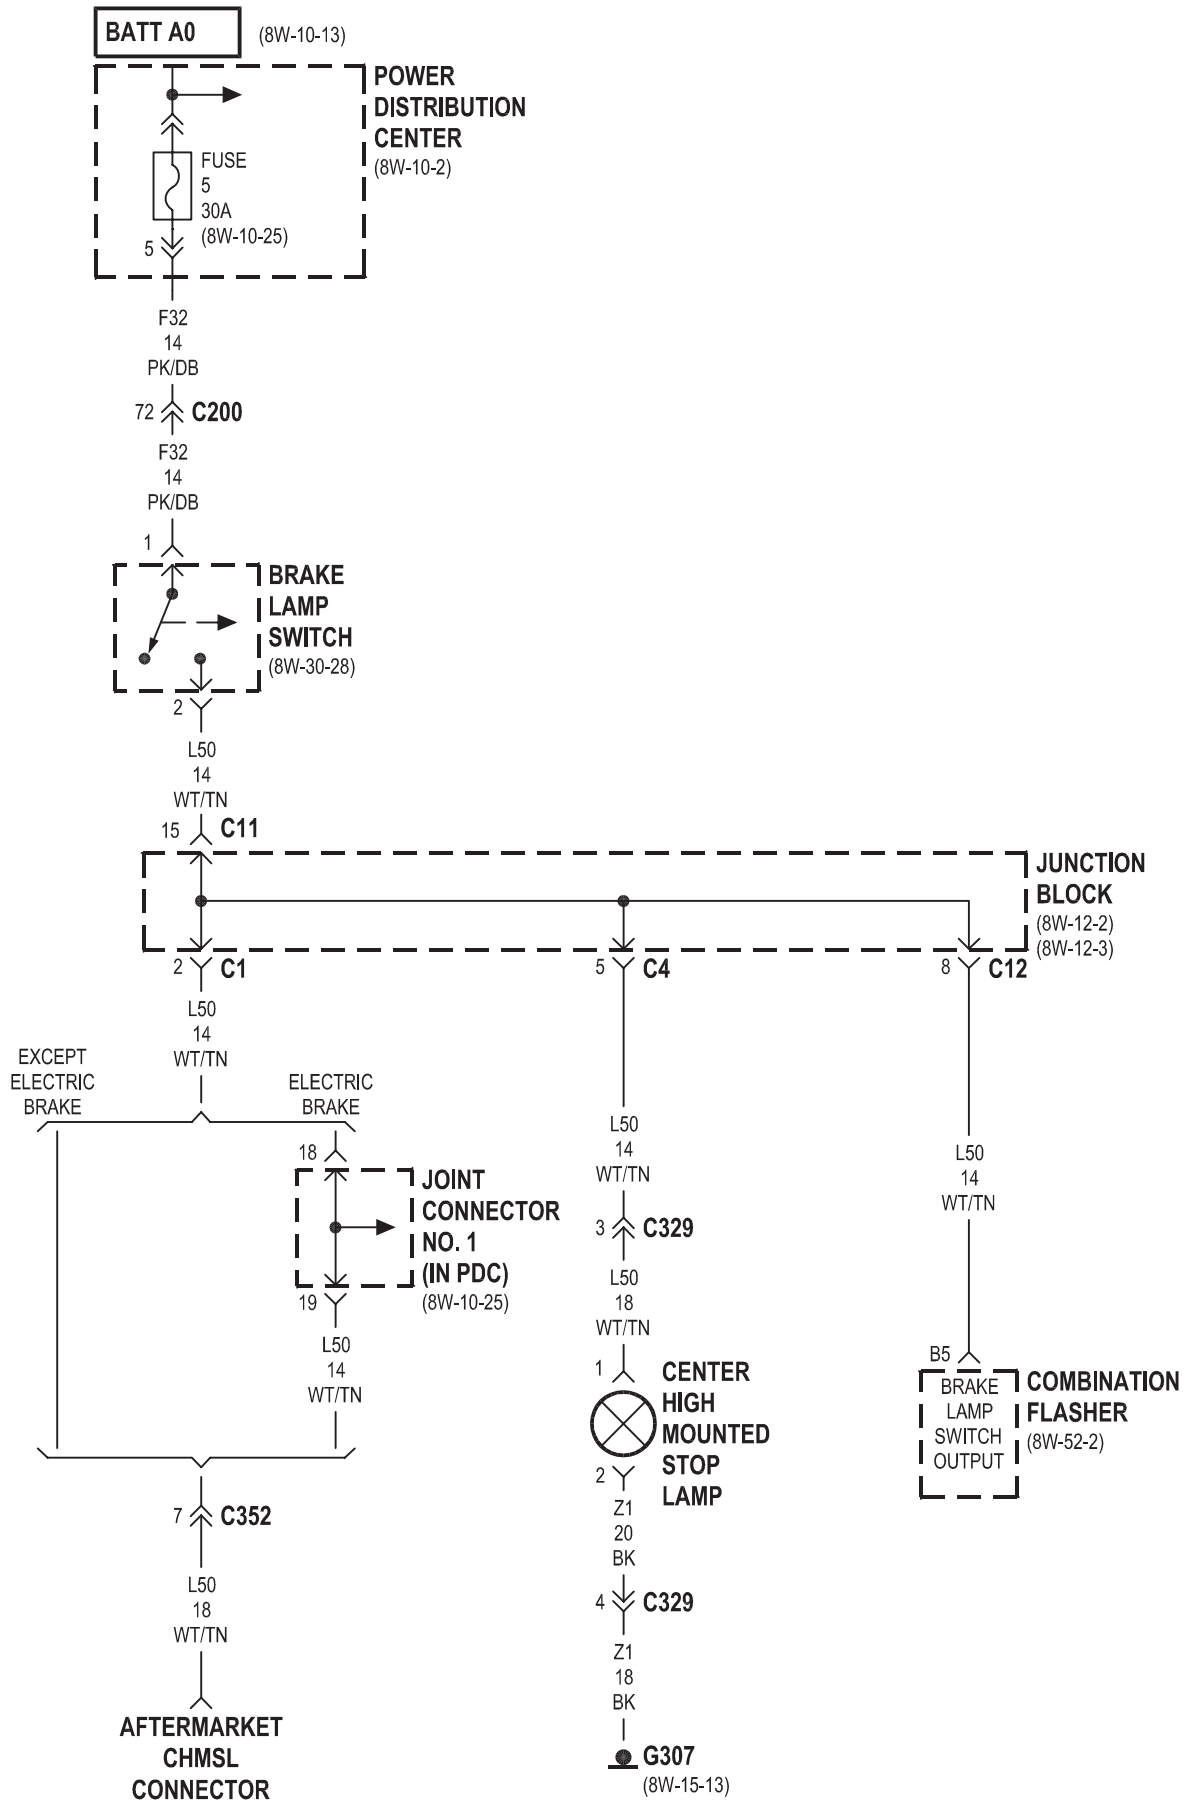 BATT A0
(8W-10-13)
POWER
DISTRIBUTION
CENTER
(8W-10-2)
FUSE
5
30A
(8W-10-25)
5
F32
14
PK/DB
72
C200
F32
14
PK/DB
1
BRAKE
LAMP
SWITCH
(8W-30-28)
2
L50
14
WT/TN
15
C11
JUNCTION
BLOCK
(8W-12-2)
(8W-12-3)
2
C1
5
C4
8
C12
L50
14
WT/TN
EXCEPT
ELECTRIC
BRAKE
ELECTRIC
BRAKE
18
JOINT
CONNECTOR
NO. 1
(IN PDC)
(8W-10-25)
19
L50
14
WT/TN
7
C352
L50
18
WT/TN
AFTERMARKET
CHMSL
CONNECTOR
L50
14
WT/TN
3
C329
L50
18
WT/TN
1
CENTER
HIGH
MOUNTED
STOP
LAMP
2
Z1
20
BK
4
C329
Z1
18
BK
G307
(8W-15-13)
L50
14
WT/TN
B5
BRAKE
LAMP
SWITCH
OUTPUT
COMBINATION
FLASHER
(8W-52-2)